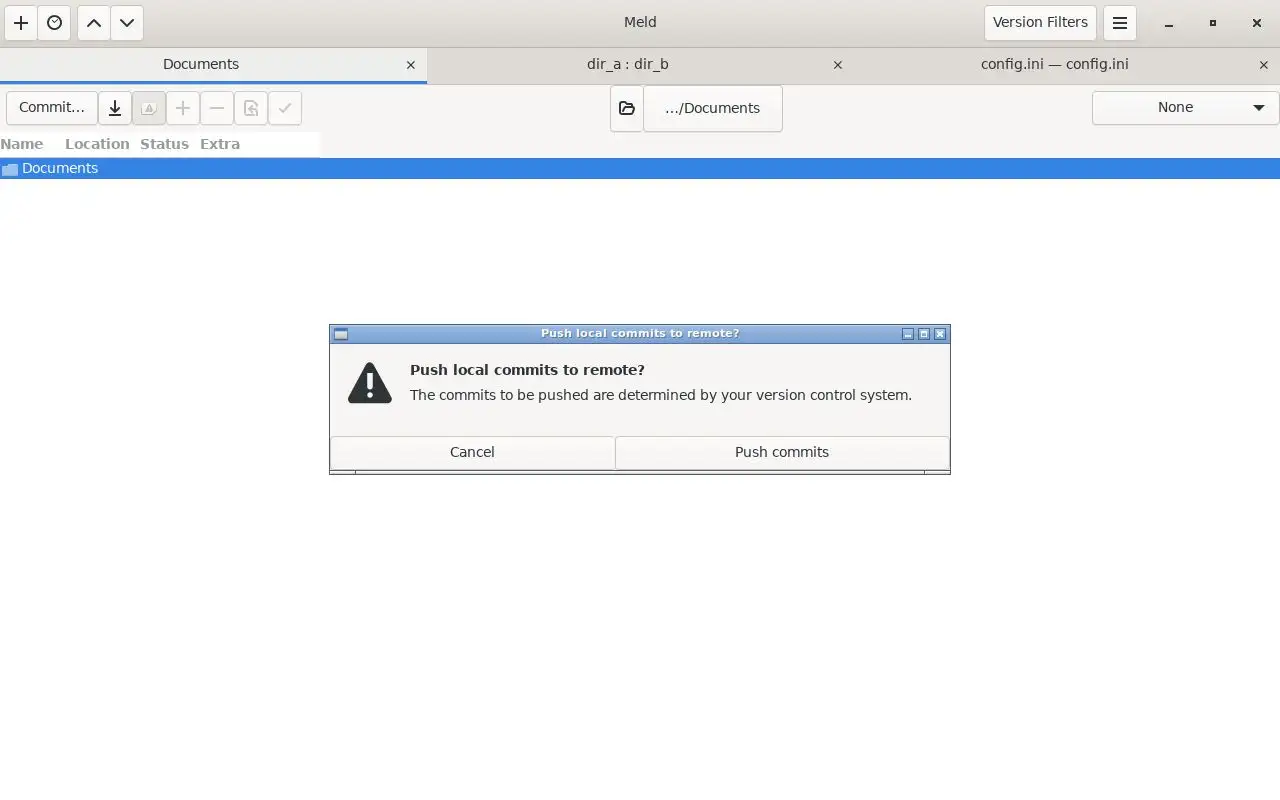 Meld
Version Filters
Documents
dir_a : dir_b
config.ini — config.ini
Commit...
.../Documents
None
Name Location Status Extra
Documents
Push local commits to remote?
Push local commits to remote?
The commits to be pushed are determined by your version control system.
Cancel
Push commits